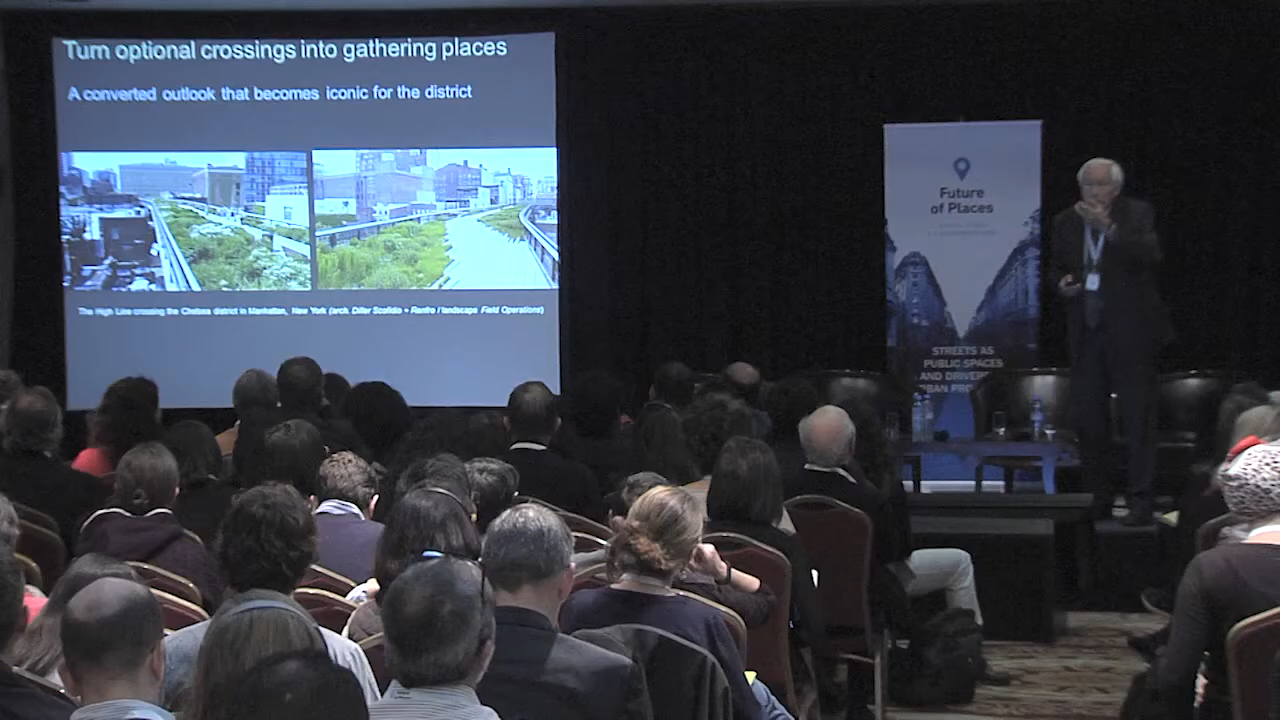 Turn optional crossings into gathering places
A converted outlook that becomes iconic for the district
The High Line crossing the Chelsea district in Manhattan, New York (arch. Diller Scofidio + Renfro / landscape Field Operations)
Future
of Places
STREETS AS
PUBLIC SPACES
AND DRIVERS
URBAN